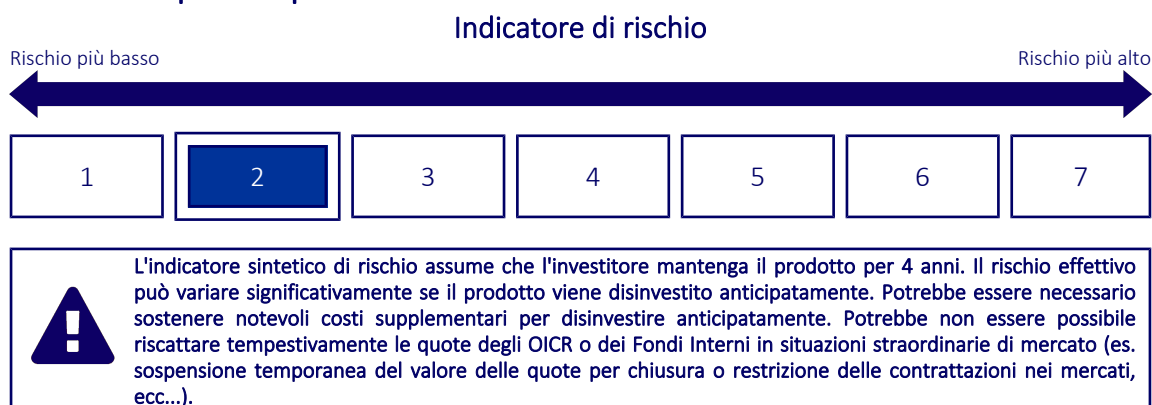 Indicatore di rischio
Rischio più basso
Rischio più alto
1
2
3
4
5
6
7
L'indicatore sintetico di rischio assume che l'investitore mantenga il prodotto per 4 anni. Il rischio effettivo
può variare significativamente se il prodotto viene disinvestito anticipatamente. Potrebbe essere necessario
sostenere notevoli costi supplementari per disinvestire anticipatamente. Potrebbe non essere possibile
riscattare tempestivamente le quote degli OICR o dei Fondi Interni in situazioni straordinarie di mercato (es.
sospensione temporanea del valore delle quote per chiusura o restrizione delle contrattazioni nei mercati,
ecc...).